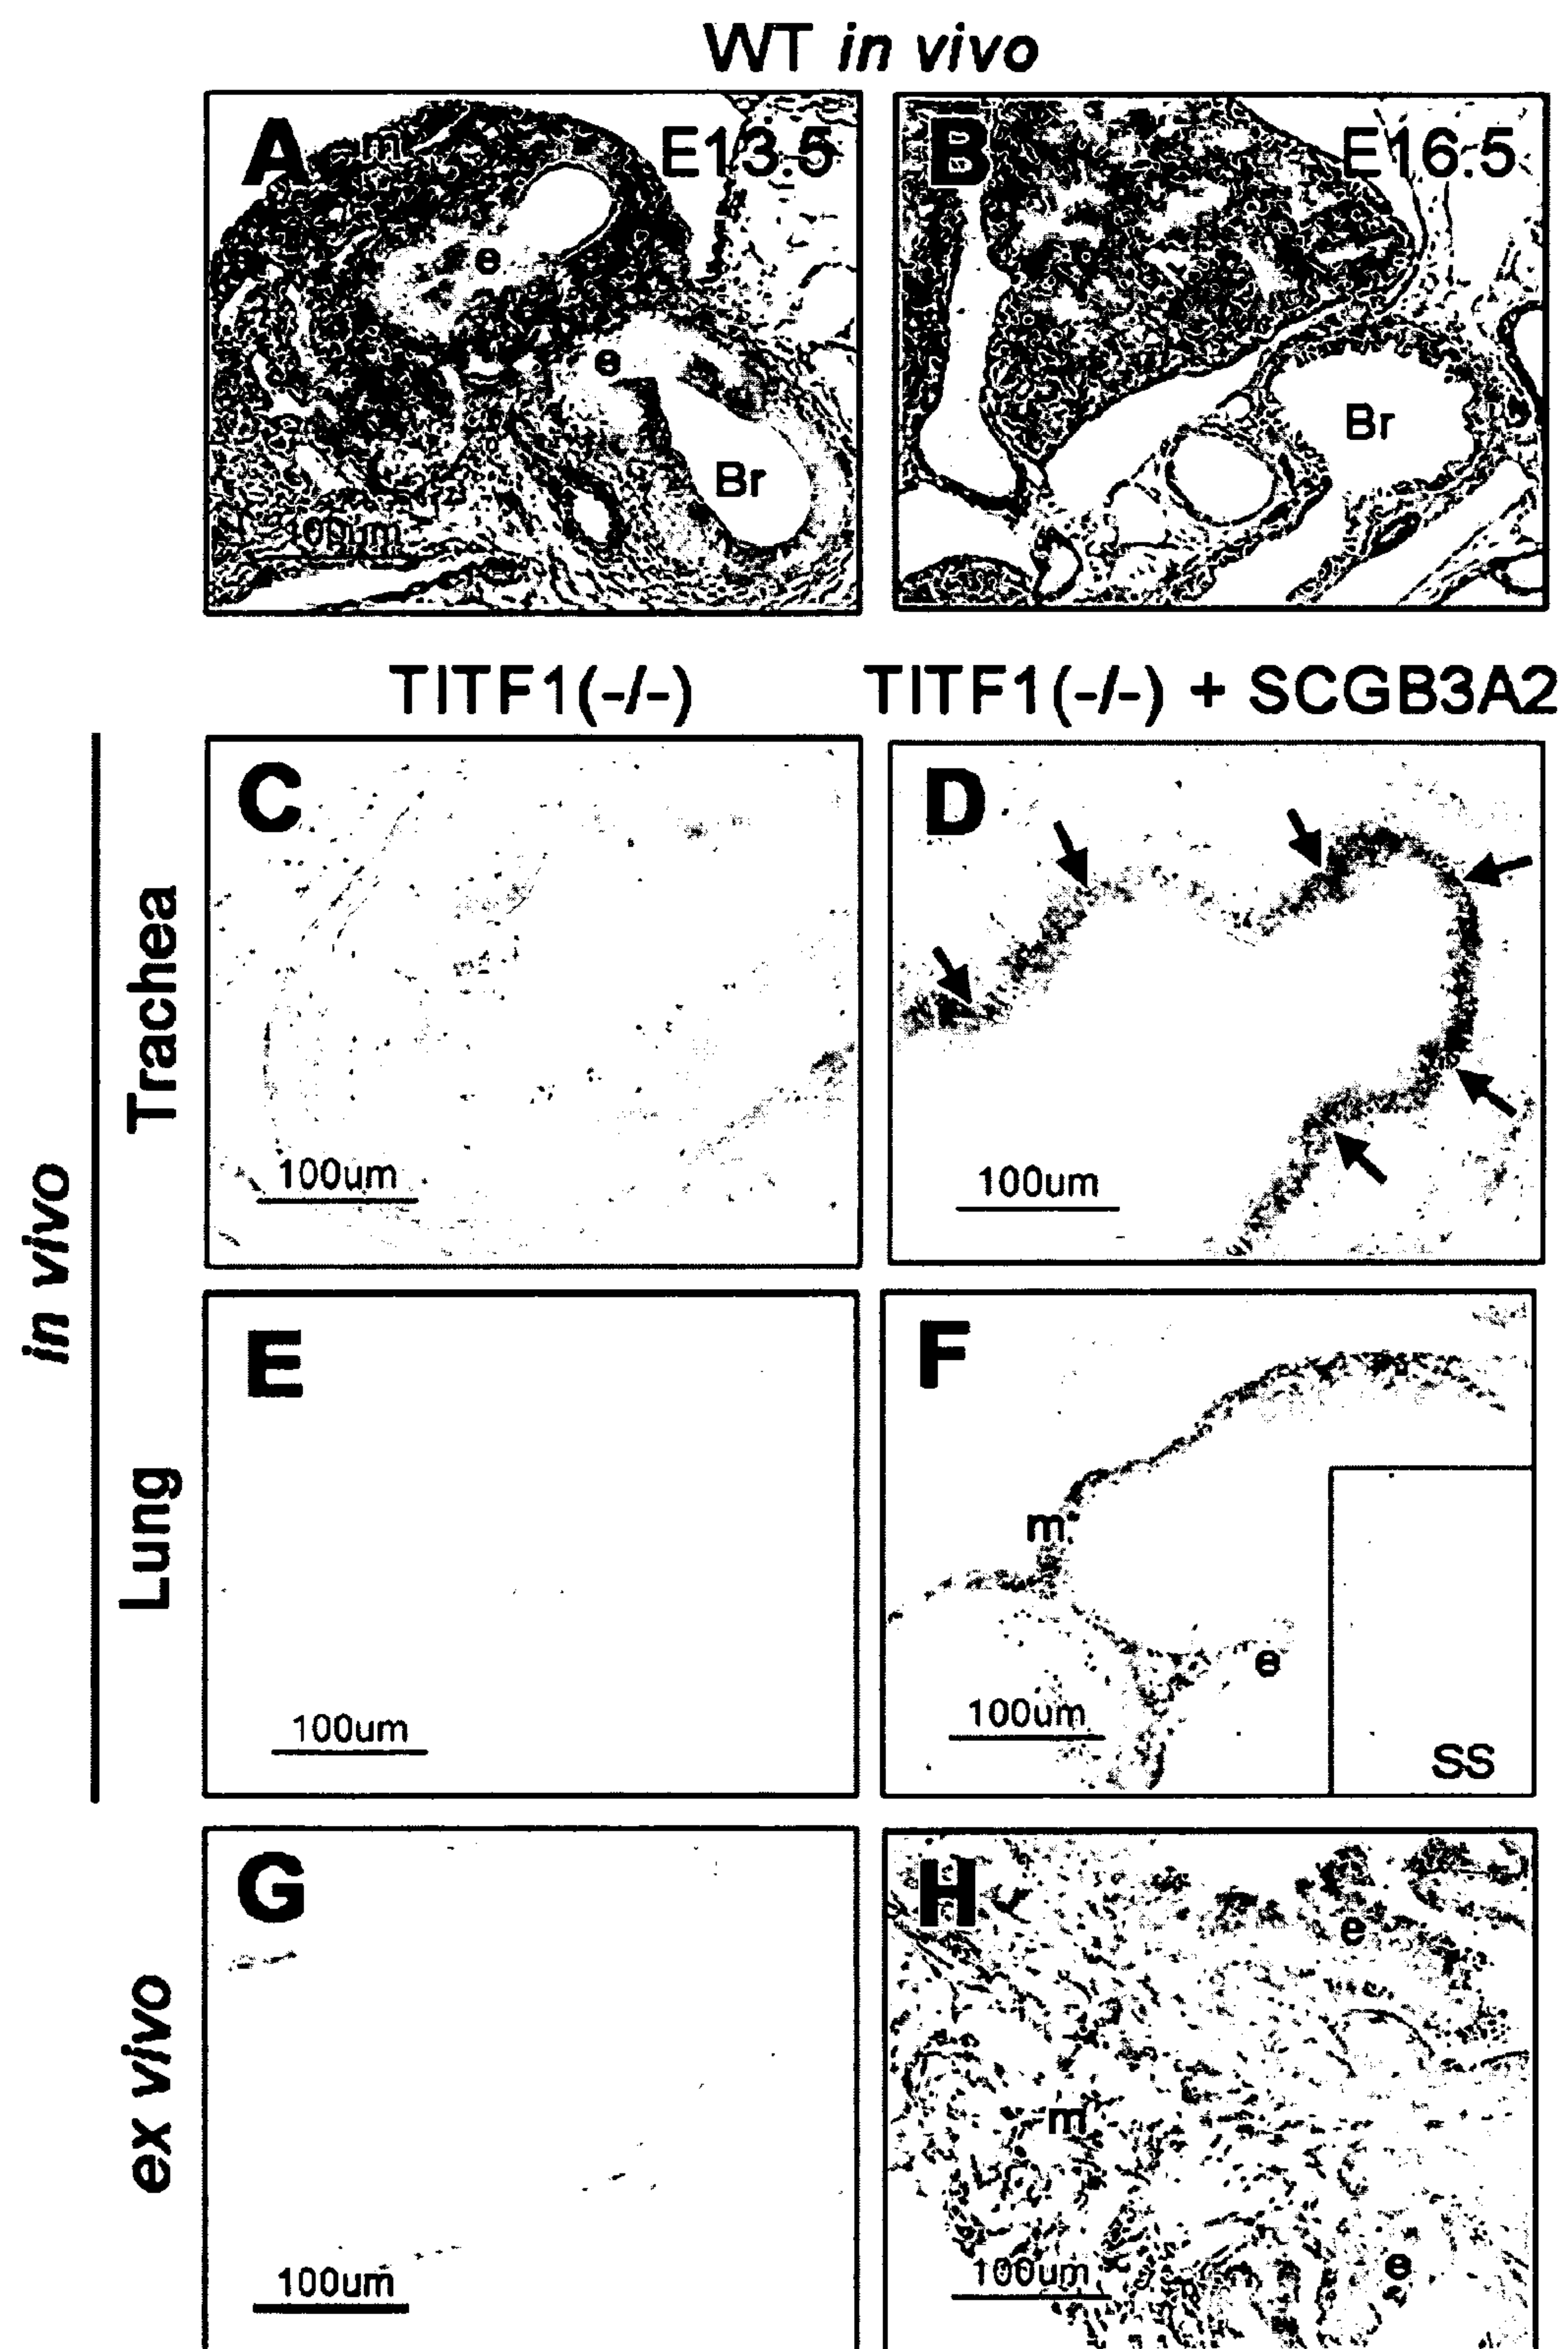 WT in vivo
A
m
E13.5
e
e
Br
100um
B
E16.5
Br
TITF1(-/-)
TITF1(-/-) + SCGB3A2
in vivo
Trachea
C
100um
D
100um
Lung
E
100um
F
m
e
100um
SS
ex vivo
G
100um
H
e
m
100um
e